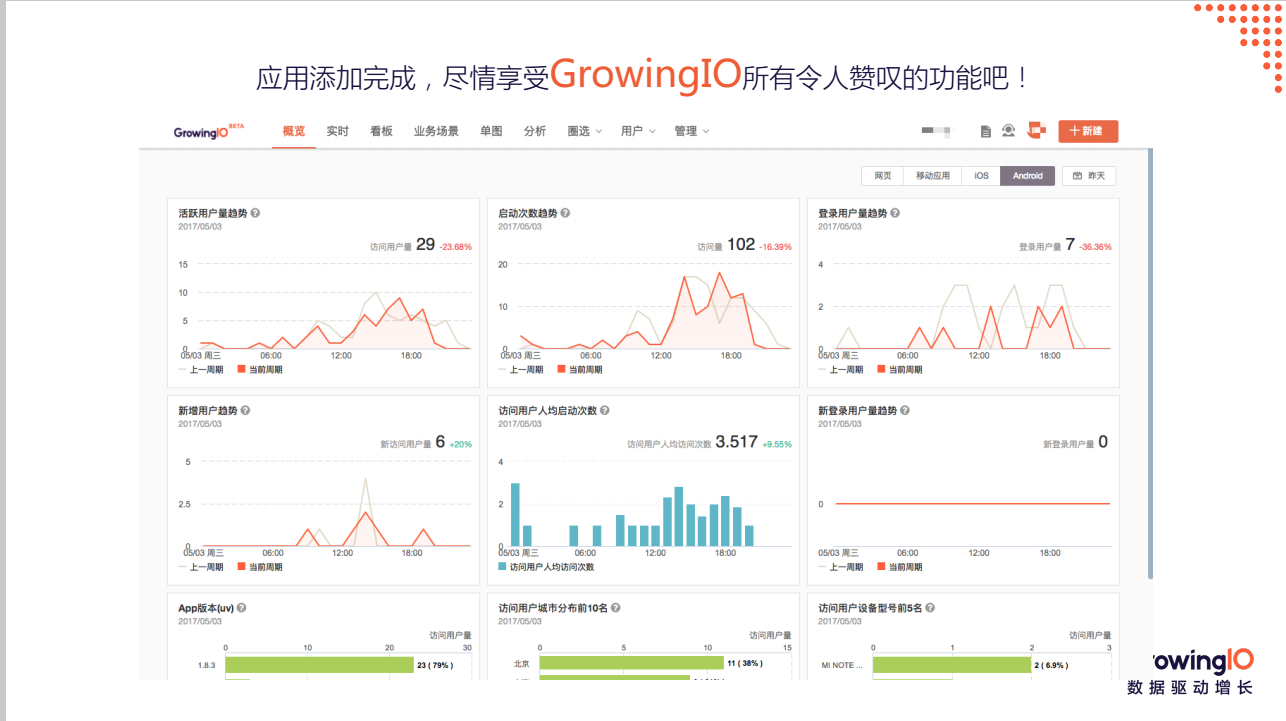 应用添加完成，尽情享受GrowingIO所有令人赞叹的功能吧！
GrowingIO BETA 概览 实时 看板 业务场景 单图 分析 圈选 用户 管理 +新建
网页 移动应用 iOS Android 昨天
活跃用户量趋势 ?
2017/05/03
访问用户量 29 -23.68%
15
10
5
0
05/03 周三 06:00 12:00 18:00
上一周期 当前周期
启动次数趋势 ?
2017/05/03
访问量 102 -16.39%
20
10
0
05/03 周三 06:00 12:00 18:00
上一周期 当前周期
登录用户量趋势 ?
2017/05/03
登录用户量 7 -36.36%
4
2
0
05/03 周三 06:00 12:00 18:00
上一周期 当前周期
新增用户趋势 ?
2017/05/03
新访问用户量 6 +20%
5
2.5
0
05/03 周三 06:00 12:00 18:00
上一周期 当前周期
访问用户人均启动次数 ?
2017/05/03
访问用户人均访问次数 3.517 +9.55%
4
2
0
05/03 周三 06:00 12:00 18:00
访问用户人均访问次数
新登录用户量趋势 ?
2017/05/03
新登录用户量 0
0
05/03 周三 06:00 12:00 18:00
上一周期 当前周期
App版本(uv) ?
2017/05/03
访问用户量
0 10 20 30
1.8.3 23 ( 79% )
访问用户城市分布前10名 ?
2017/05/03
访问用户量
0 5 10 15
北京 11 ( 38% )
访问用户设备型号前5名 ?
2017/05/03
访问用户量
0 1 2 3
MI NOTE ... 2 ( 6.9% )
rowingIO
数据驱动增长